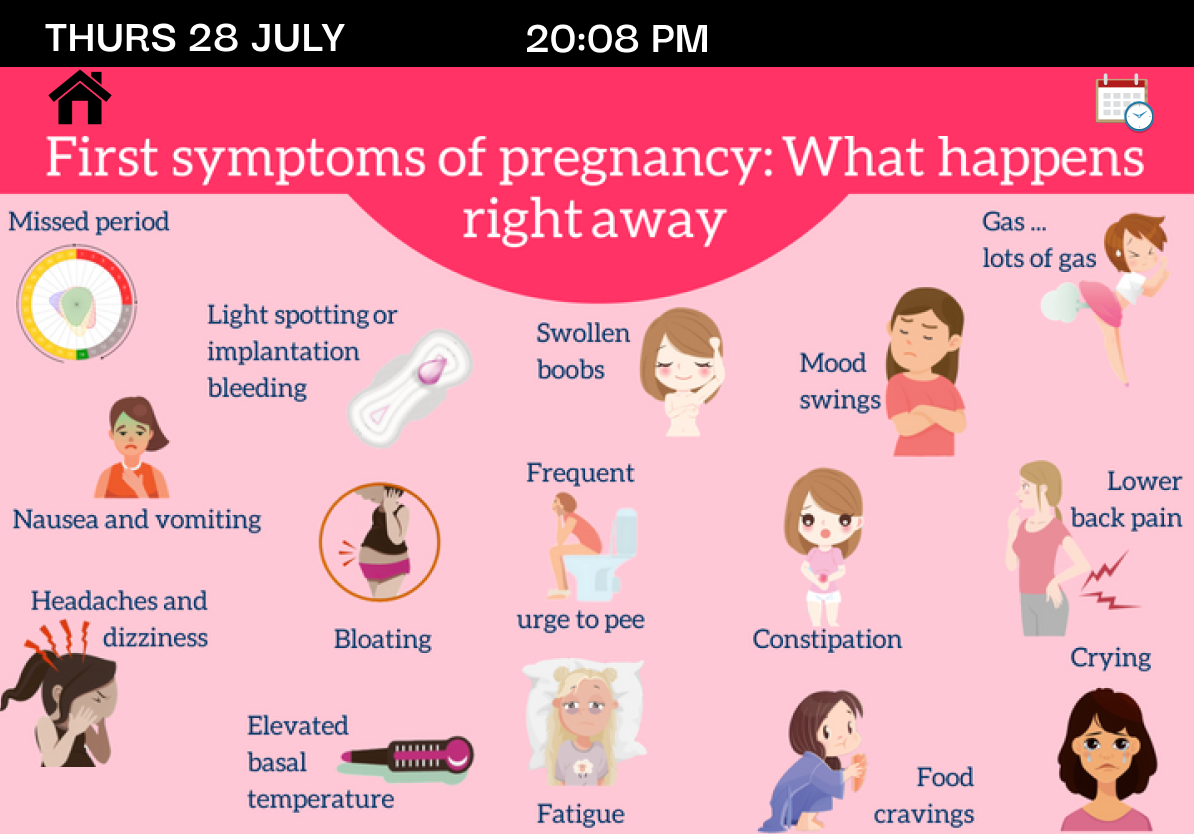 THURS 28 JULY 20:08 PM
First symptoms of pregnancy: What happens
right away
Missed period
Gas ...
lots of gas
Light spotting or
implantation
bleeding
Swollen
boobs
Mood
swings
Nausea and vomiting
Bloating
Frequent
urge to pee
Constipation
Lower
back pain
Headaches and
dizziness
Elevated
basal
temperature
Fatigue
Food
cravings
Crying